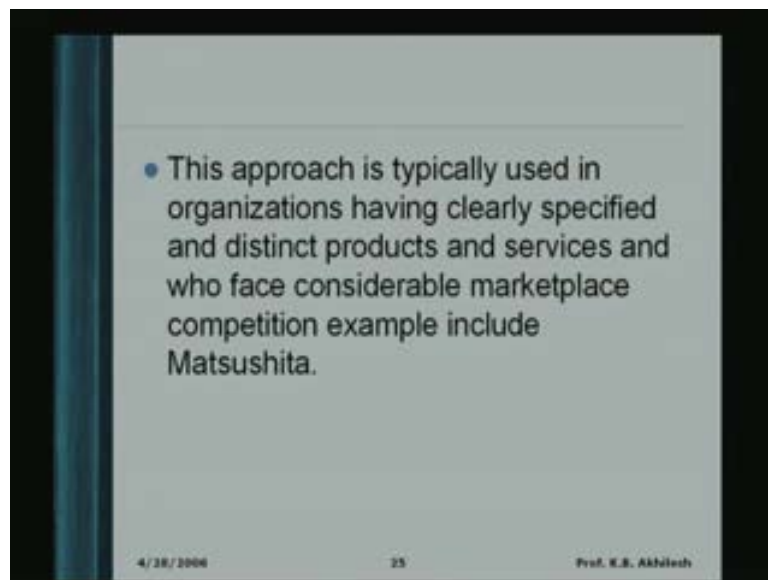 This approach is typically used in
organizations having clearly specified
and distinct products and services and
who face considerable marketplace
competition example include
Matsushita.
4/28/2006 25 Prof. K.B. Akhilesh